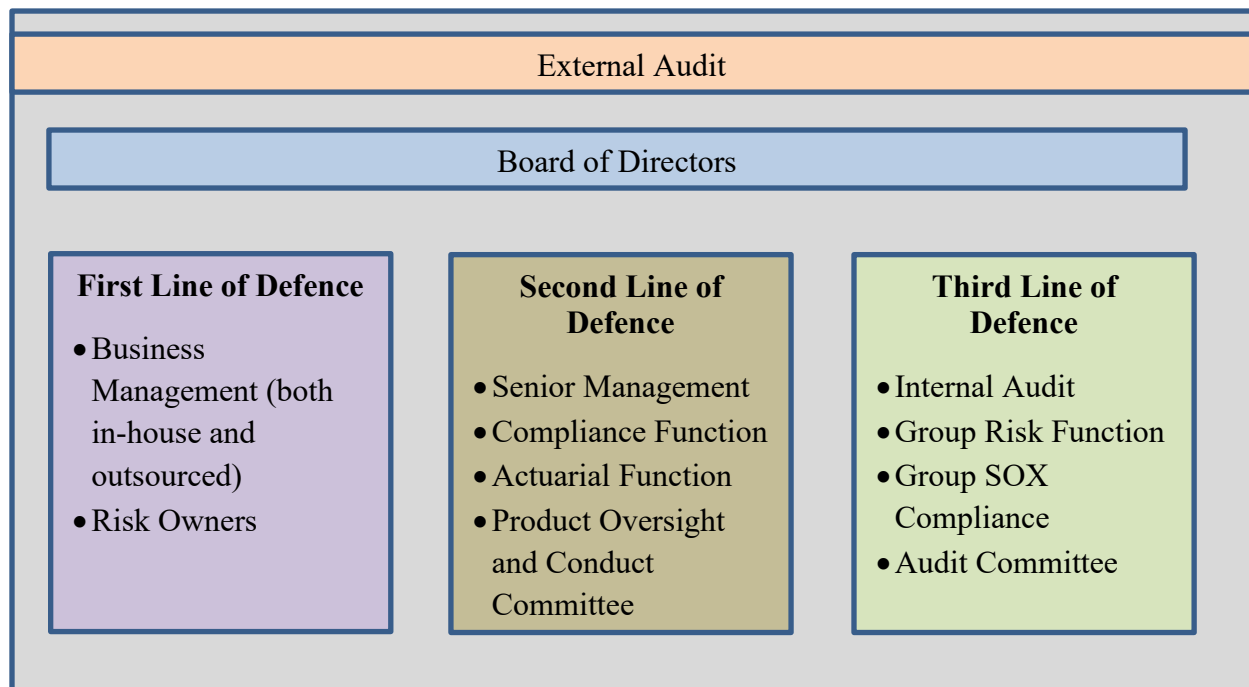 External Audit
Board of Directors
First Line of Defence
• Business
Management (both
in-house and
outsourced)
• Risk Owners
Second Line of
Defence
• Senior Management
• Compliance Function
• Actuarial Function
• Product Oversight
and Conduct
Committee
Third Line of
Defence
• Internal Audit
• Group Risk Function
• Group SOX
Compliance
• Audit Committee